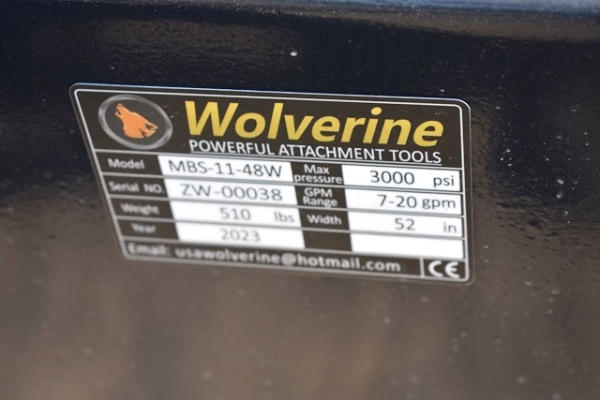 Wolverine
POWERFUL ATTACHMENT TOOLS
Model MBS-11-48W Max pressure 3000 psi
Serial NO. ZW-00038 GPM Range 7-20 gpm
Weight 510 lbs Width 52 in
Year 2023
Email: usawolverine@hotmail.com CE